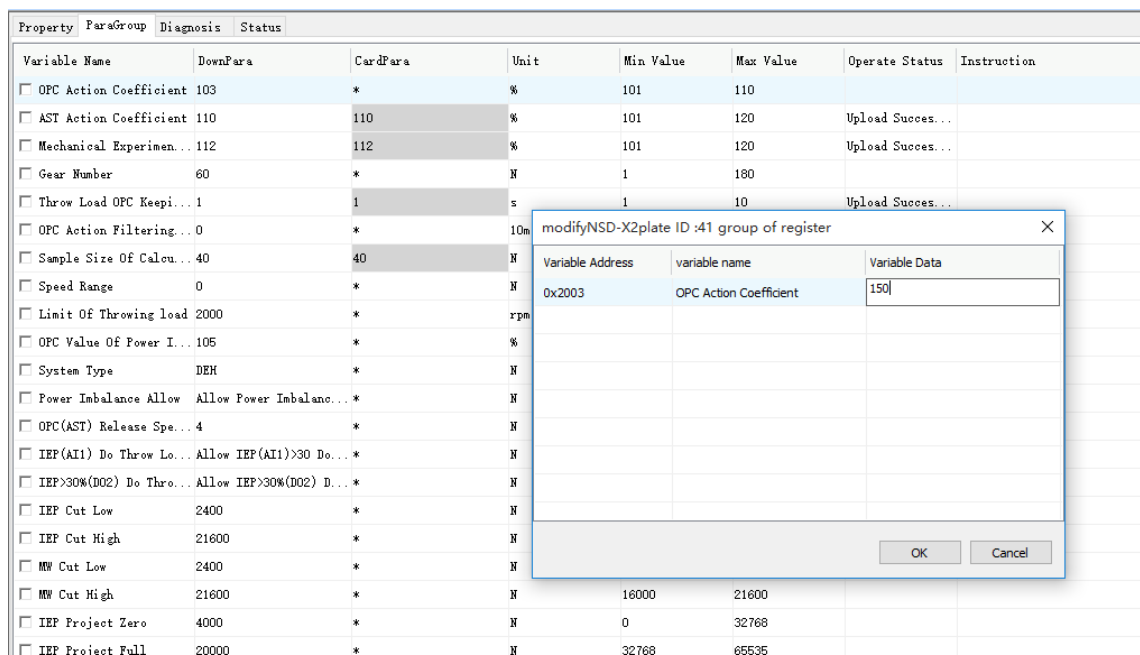 Property ParaGroup Diagnosis Status
Variable Name DownPara CardPara Unit Min Value Max Value Operate Status Instruction
OPC Action Coefficient 103 * % 101 110
AST Action Coefficient 110 110 % 101 120 Upload Succes...
Mechanical Experimen... 112 112 % 101 120 Upload Succes...
Gear Number 60 * N 1 180
Throw Load OPC Keepi... 1 1 s 1 10 Upload Succes...
OPC Action Filtering... 0 * 10m
Sample Size Of Calcu... 40 40 N
Speed Range 0 * N
Limit Of Throwing load 2000 * rpm
OPC Value Of Power I... 105 * %
System Type DEH * N
Power Imbalance Allow Allow Power Imbalanc... * N
OPC(AST) Release Spe... 4 * N
IEP(AI1) Do Throw Lo... Allow IEP(AI1)>30 Do... * N
IEP>30%(DO2) Do Thro... Allow IEP>30%(DO2) D... * N
IEP Cut Low 2400 * N
IEP Cut High 21600 * N
MW Cut Low 2400 * N
MW Cut High 21600 * N 16000 21600
IEP Project Zero 4000 * N 0 32768
IEP Project Full 20000 * N 32768 65535
modifyNSD-X2plate ID :41 group of register
Variable Address variable name Variable Data
0x2003 OPC Action Coefficient 150
OK Cancel